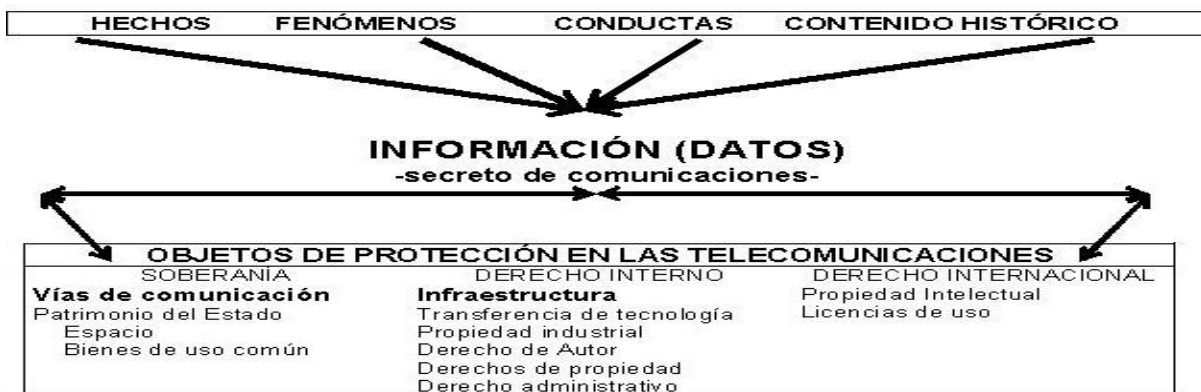 HECHOS FENÓMENOS CONDUCTAS CONTENIDO HISTÓRICO
INFORMACIÓN (DATOS)
-secreto de comunicaciones-
OBJETOS DE PROTECCIÓN EN LAS TELECOMUNICACIONES
SOBERANÍA
Vías de comunicación
Patrimonio del Estado
Espacio
Bienes de uso común
DERECHO INTERNO
Infraestructura
Transferencia de tecnología
Propiedad industrial
Derecho de Autor
Derechos de propiedad
Derecho administrativo
DERECHO INTERNACIONAL
Propiedad Intelectual
Licencias de uso